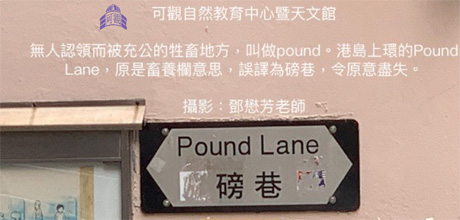 可觀自然教育中心暨天文館
無人認領而被充公的牲畜地方，叫做pound。港島上環的Pound
Lane，原是畜養欄意思，誤譯為磅巷，令原意盡失。
攝影：鄧懋芳老師
Pound Lane
磅巷